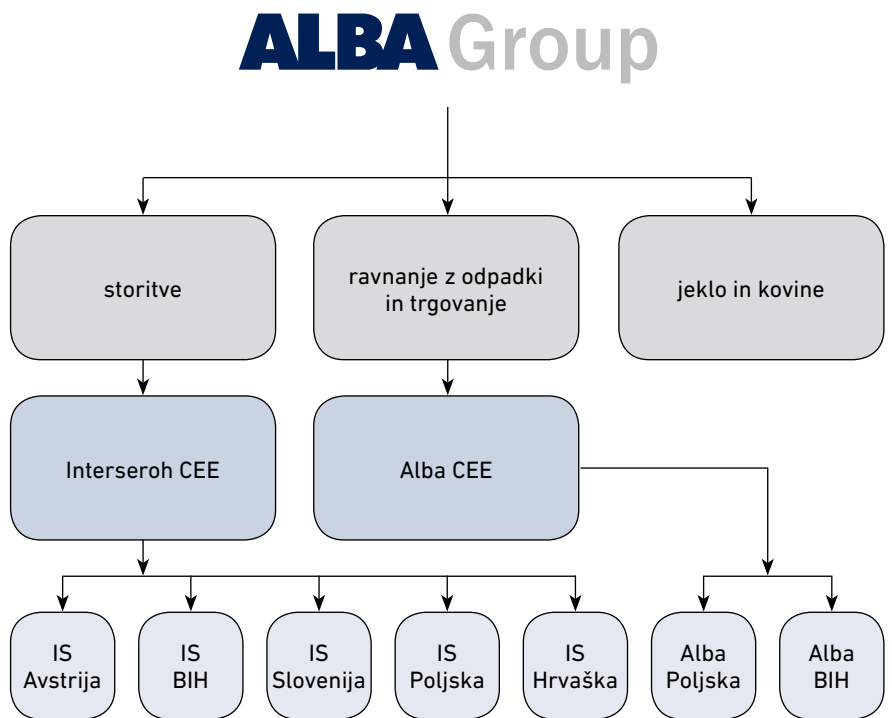 ALBA Group
storitve
ravnanje z odpadki
in trgovanje
jeklo in kovine
Interseroh CEE
Alba CEE
IS
Avstrija
IS
BIH
IS
Slovenija
IS
Poljska
IS
Hrvaška
Alba
Poljska
Alba
BIH